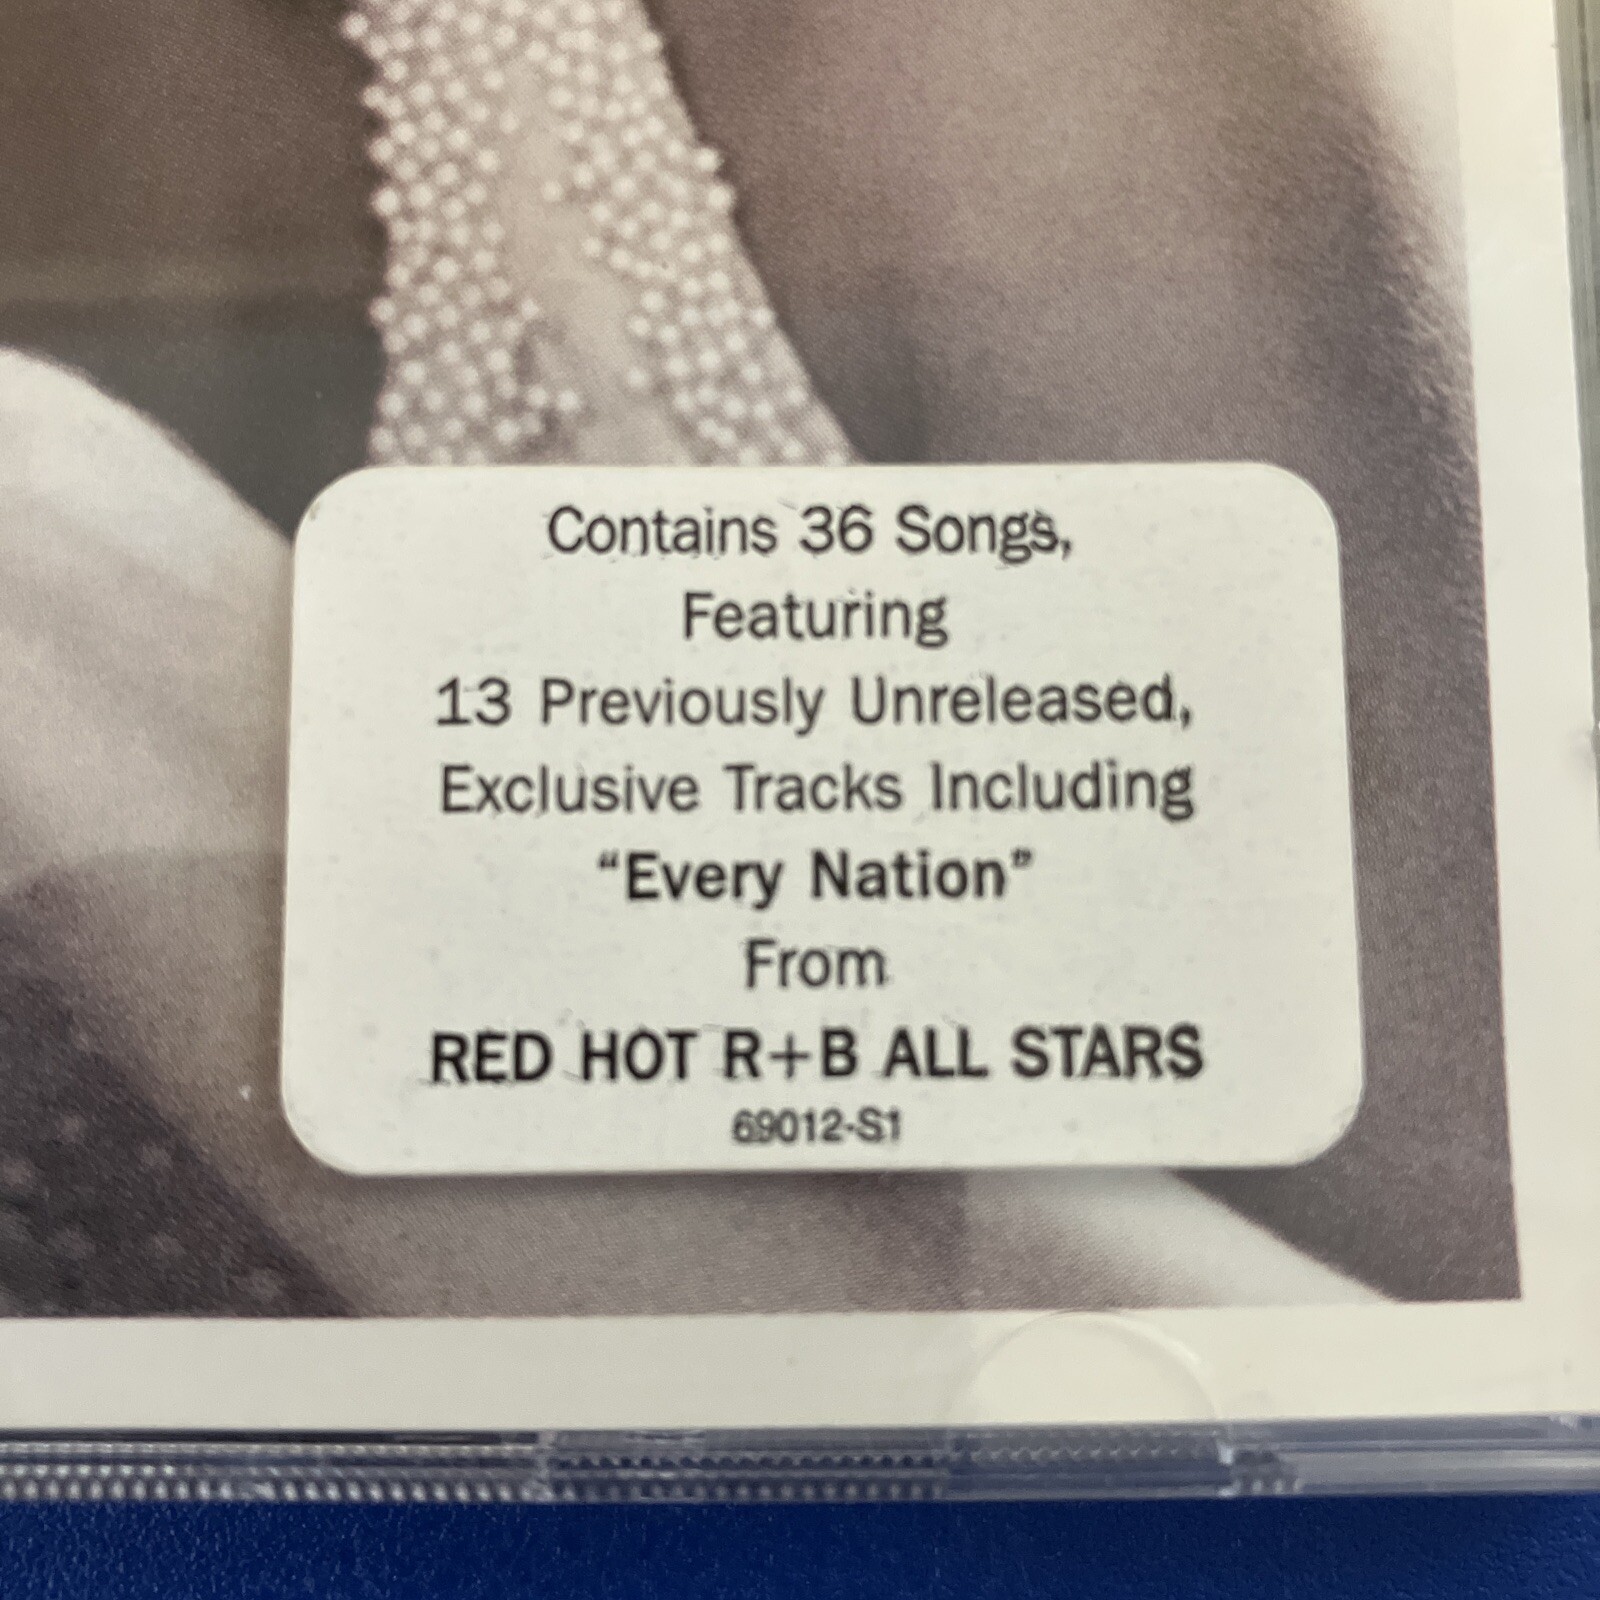 Contains 36 Songs,
Featuring
13 Previously Unreleased,
Exclusive Tracks Including
“Every Nation”
From
RED HOT R+B ALL STARS
69012-S1